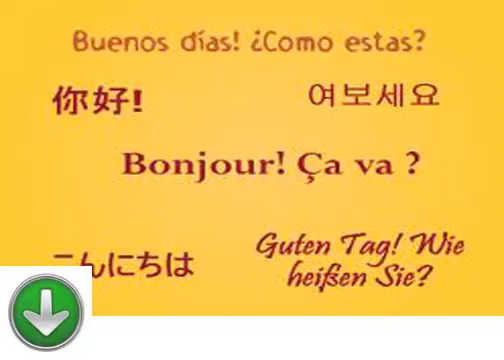 Buenos días! ¿Como estas?
你好!
여보세요
Bonjour! Ça va ?
こんにちは
Guten Tag! Wie
heißen Sie?